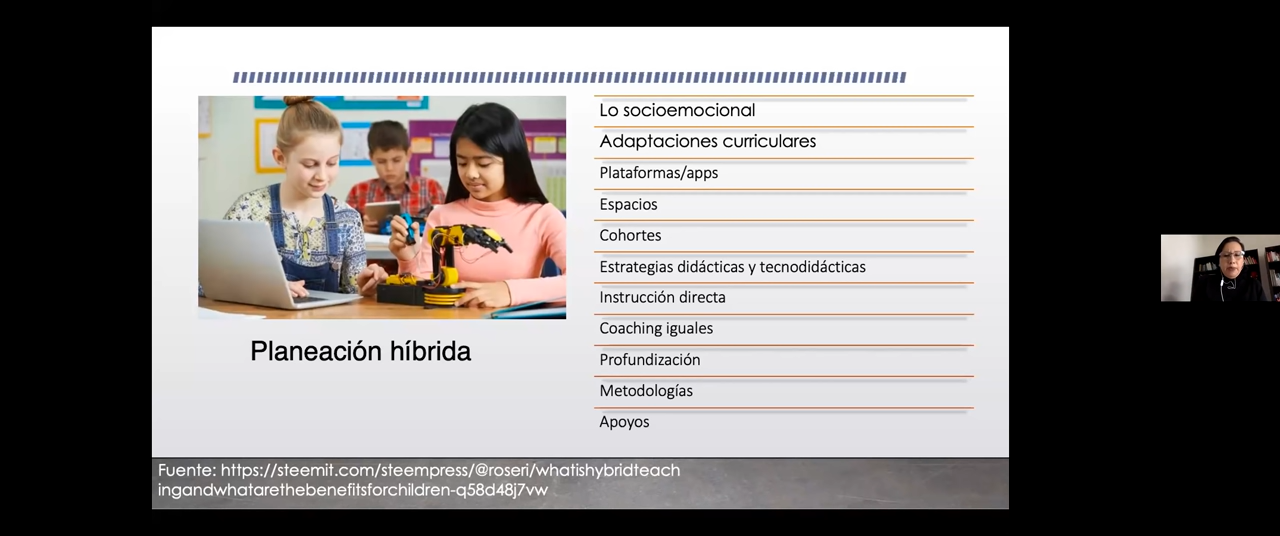 Lo socioemocional
Adaptaciones curriculares
Plataformas/apps
Espacios
Cohortes
Estrategias didácticas y tecnodidácticas
Instrucción directa
Coaching iguales
Profundización
Metodologías
Apoyos
Planeación híbrida
Fuente: https://steemit.com/steempress/@roseri/whatishybridteach
ingandwhatarethebenefitsforchildren-q58d48j7vw